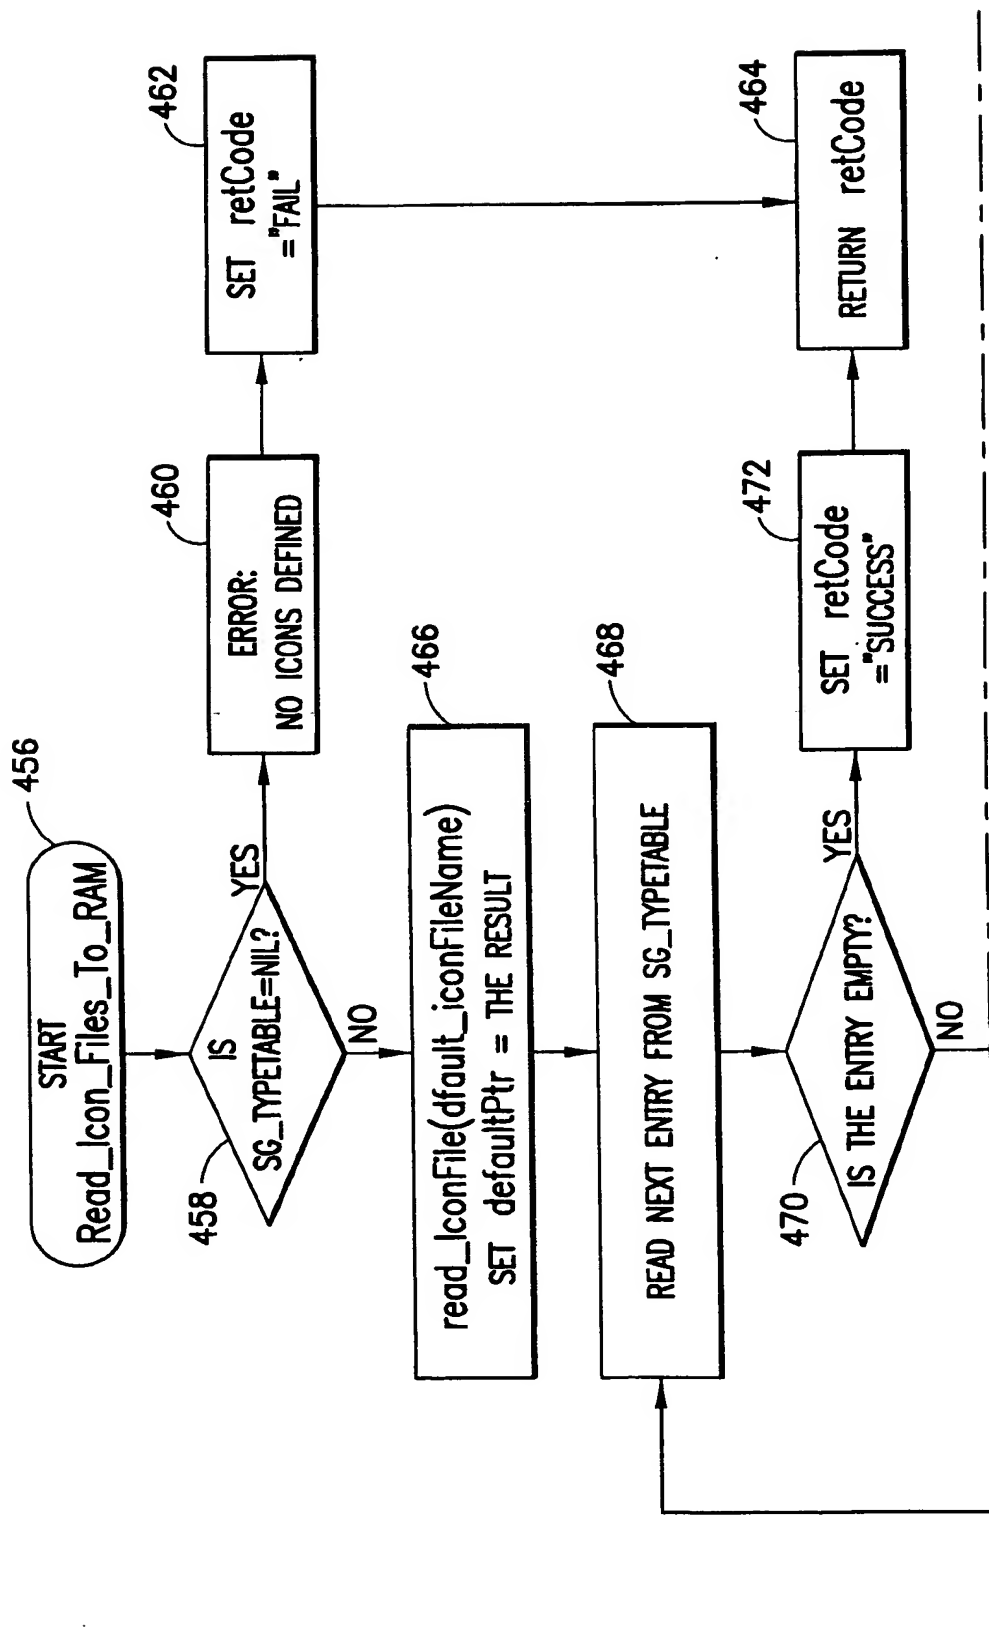 456
START
Read_Icon_Files_To_RAM
458
IS
SG_TYPETABLE=NIL?
YES
NO
460
ERROR:
NO ICONS DEFINED
462
SET retCode
="FAIL"
466
read_IconFile(dfault_iconFileName)
SET defaultPtr = THE RESULT
468
READ NEXT ENTRY FROM SG_TYPETABLE
470
IS THE ENTRY EMPTY?
YES
NO
472
SET retCode
="SUCCESS"
464
RETURN retCode